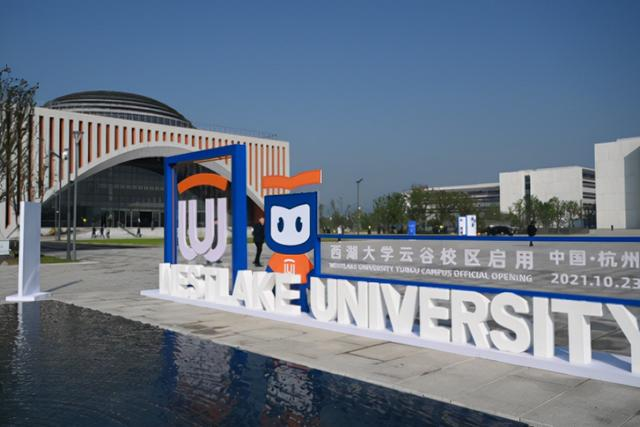 西湖大学云谷校区启用
WESTLAKE UNIVERSITY YUNGU CAMPUS OFFICIAL OPENING
中国·杭州
2021.10.23
WESTLAKE UNIVERSITY